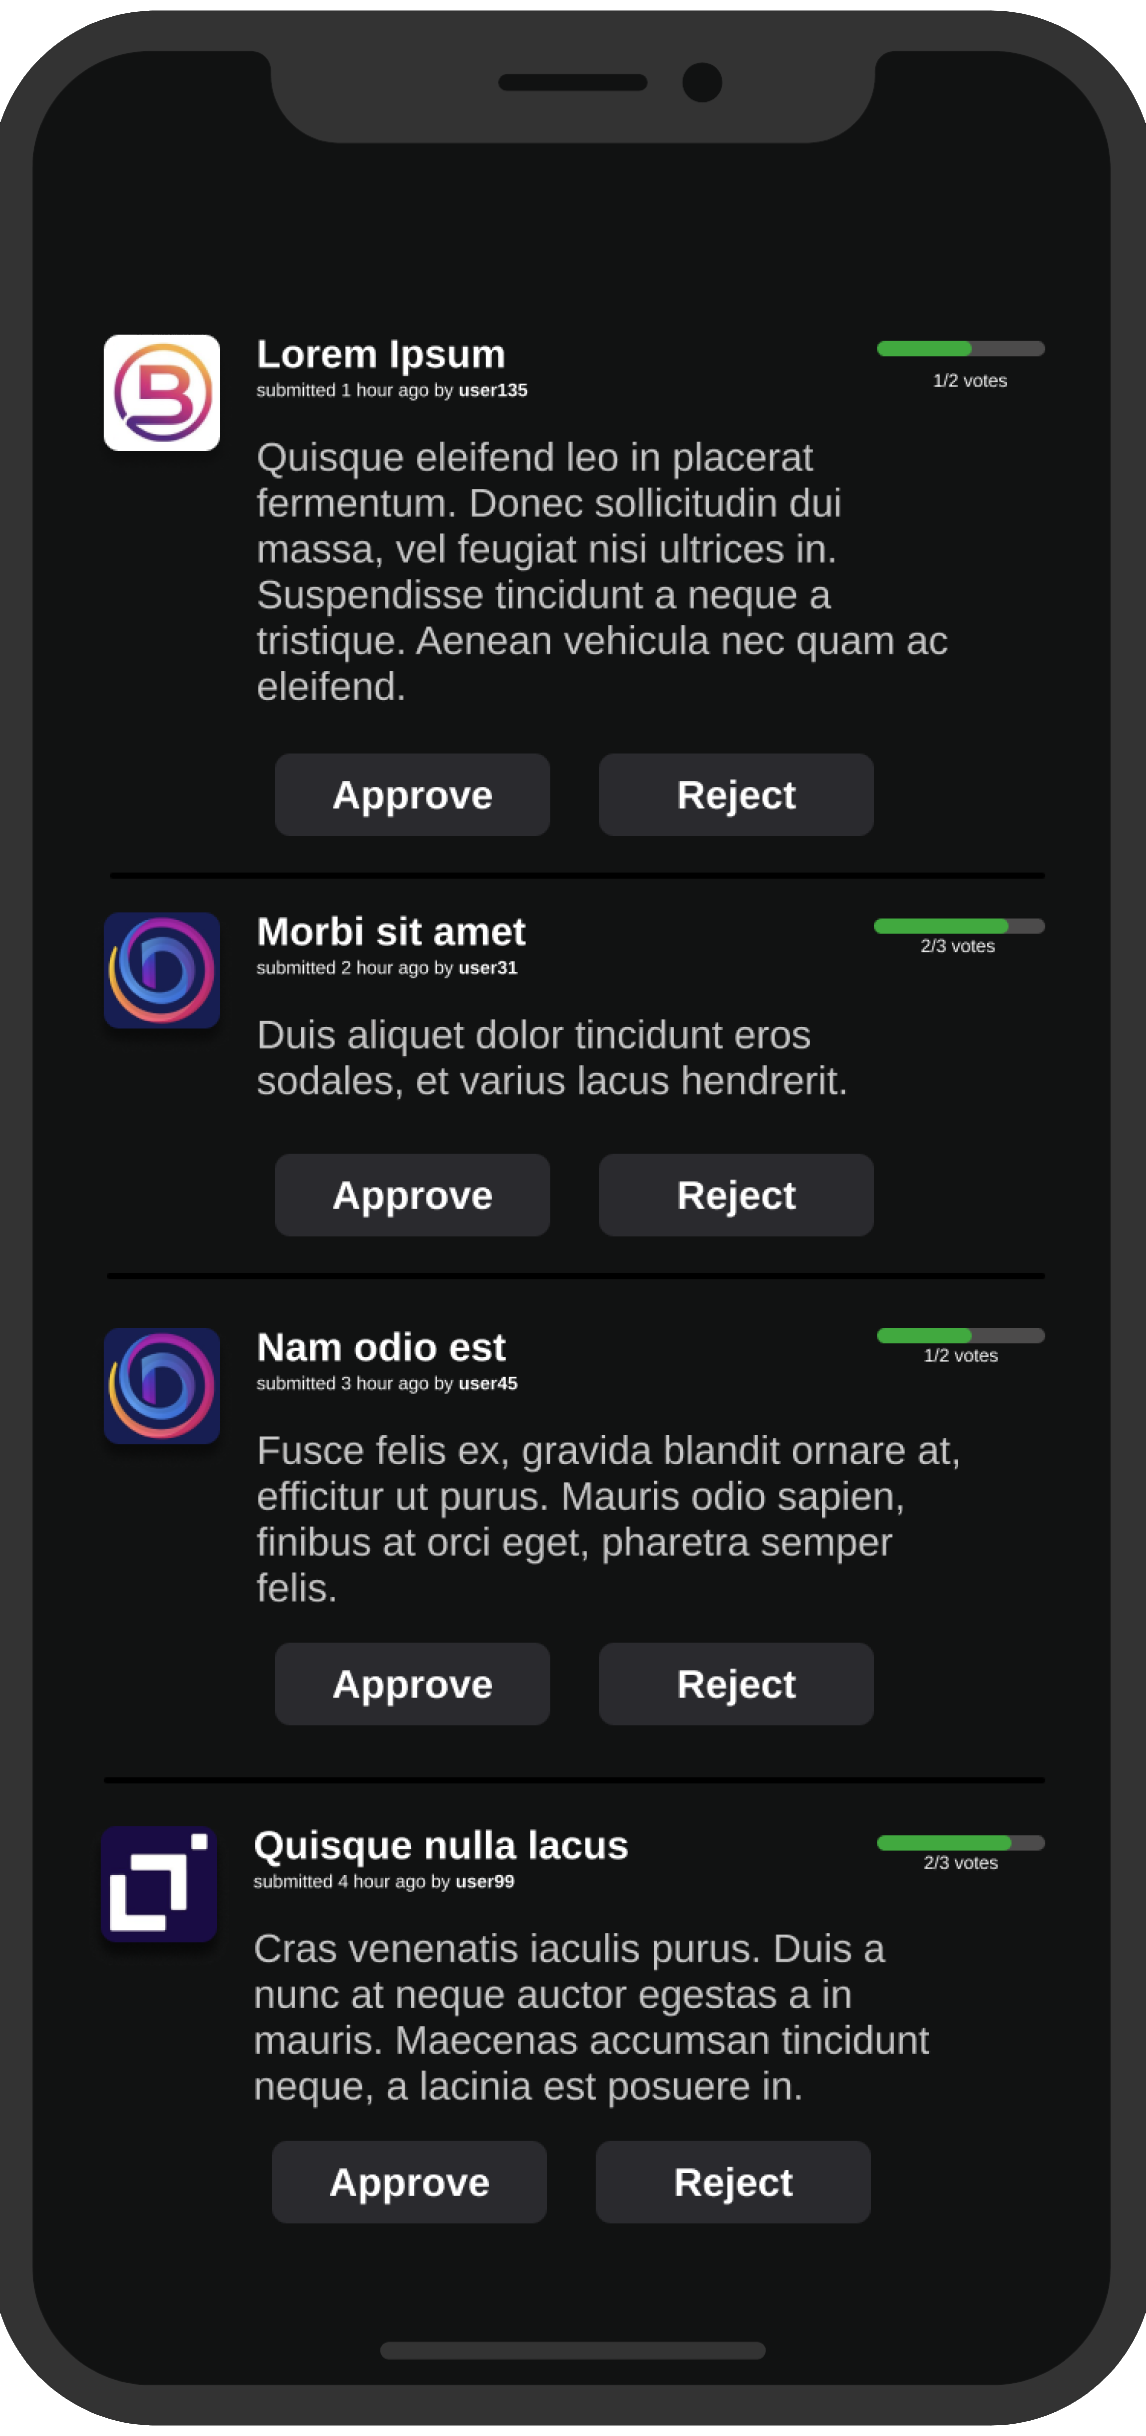 Lorem Ipsum
submitted 1 hour ago by user135
1/2 votes
Quisque eleifend leo in placerat
fermentum. Donec sollicitudin dui
massa, vel feugiat nisi ultrices in.
Suspendisse tincidunt a neque a
tristique. Aenean vehicula nec quam ac
eleifend.
Approve Reject
Morbi sit amet
submitted 2 hour ago by user31
2/3 votes
Duis aliquet dolor tincidunt eros
sodales, et varius lacus hendrerit.
Approve Reject
Nam odio est
submitted 3 hour ago by user45
1/2 votes
Fusce felis ex, gravida blandit ornare at,
efficitur ut purus. Mauris odio sapien,
finibus at orci eget, pharetra semper
felis.
Approve Reject
Quisque nulla lacus
submitted 4 hour ago by user99
2/3 votes
Cras venenatis iaculis purus. Duis a
nunc at neque auctor egestas a in
mauris. Maecenas accumsan tincidunt
neque, a lacinia est posuere in.
Approve Reject